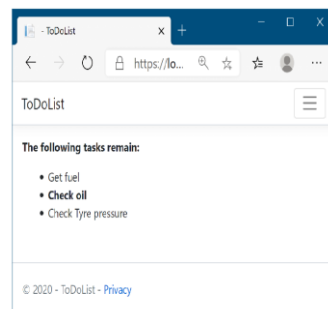 - ToDoList
https://lo...
ToDoList
The following tasks remain:
Get fuel
Check oil
Check Tyre pressure
© 2020 - ToDoList - Privacy